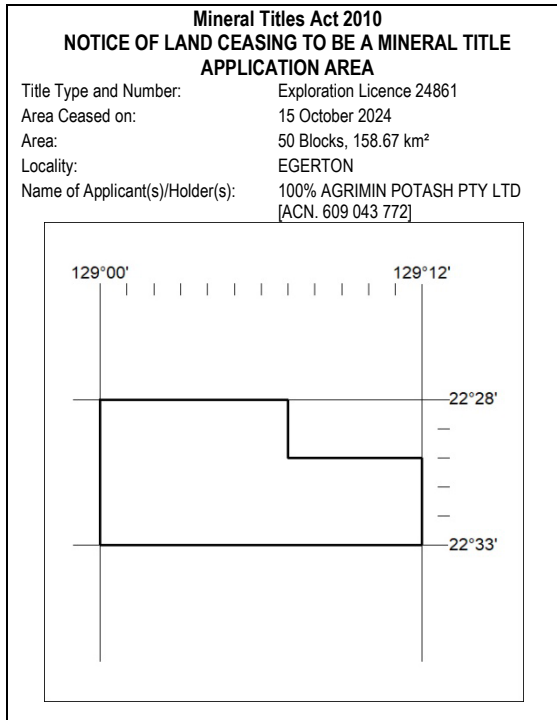 Mineral Titles Act 2010
NOTICE OF LAND CEASING TO BE A MINERAL TITLE
APPLICATION AREA
Title Type and Number: Exploration Licence 24861
Area Ceased on: 15 October 2024
Area: 50 Blocks, 158.67 km²
Locality: EGERTON
Name of Applicant(s)/Holder(s): 100% AGRIMIN POTASH PTY LTD
[ACN. 609 043 772]
129°00' 129°12'
22°28'
22°33'